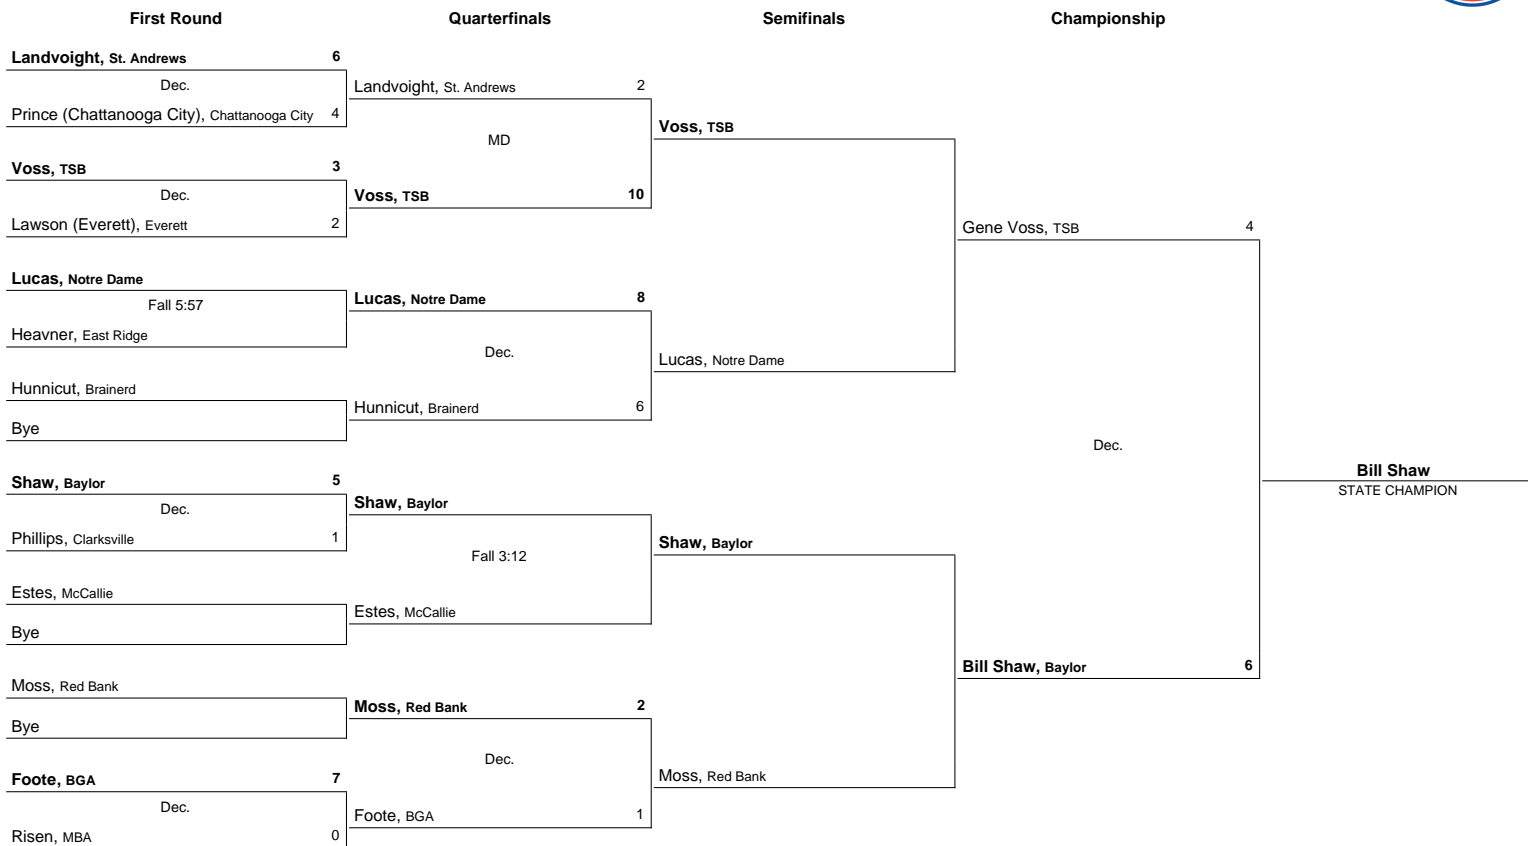 First Round Quarterfinals Semifinals Championship
Landvoight, St. Andrews 6
Dec.
Prince (Chattanooga City), Chattanooga City 4
Voss, TSB 3
Dec.
Lawson (Everett), Everett 2
Lucas, Notre Dame
Fall 5:57
Heavner, East Ridge
Hunnicut, Brainerd
Bye
Shaw, Baylor 5
Dec.
Phillips, Clarksville 1
Estes, McCallie
Bye
Moss, Red Bank
Bye
Foote, BGA 7
Dec.
Risen, MBA 0
Landvoight, St. Andrews 2
MD
Voss, TSB 10
Lucas, Notre Dame 8
Dec.
Hunnicut, Brainerd 6
Shaw, Baylor
Fall 3:12
Estes, McCallie
Moss, Red Bank 2
Dec.
Foote, BGA 1
Voss, TSB
Lucas, Notre Dame
Shaw, Baylor
Moss, Red Bank
Gene Voss, TSB 4
Dec.
Bill Shaw, Baylor 6
Bill Shaw
STATE CHAMPION